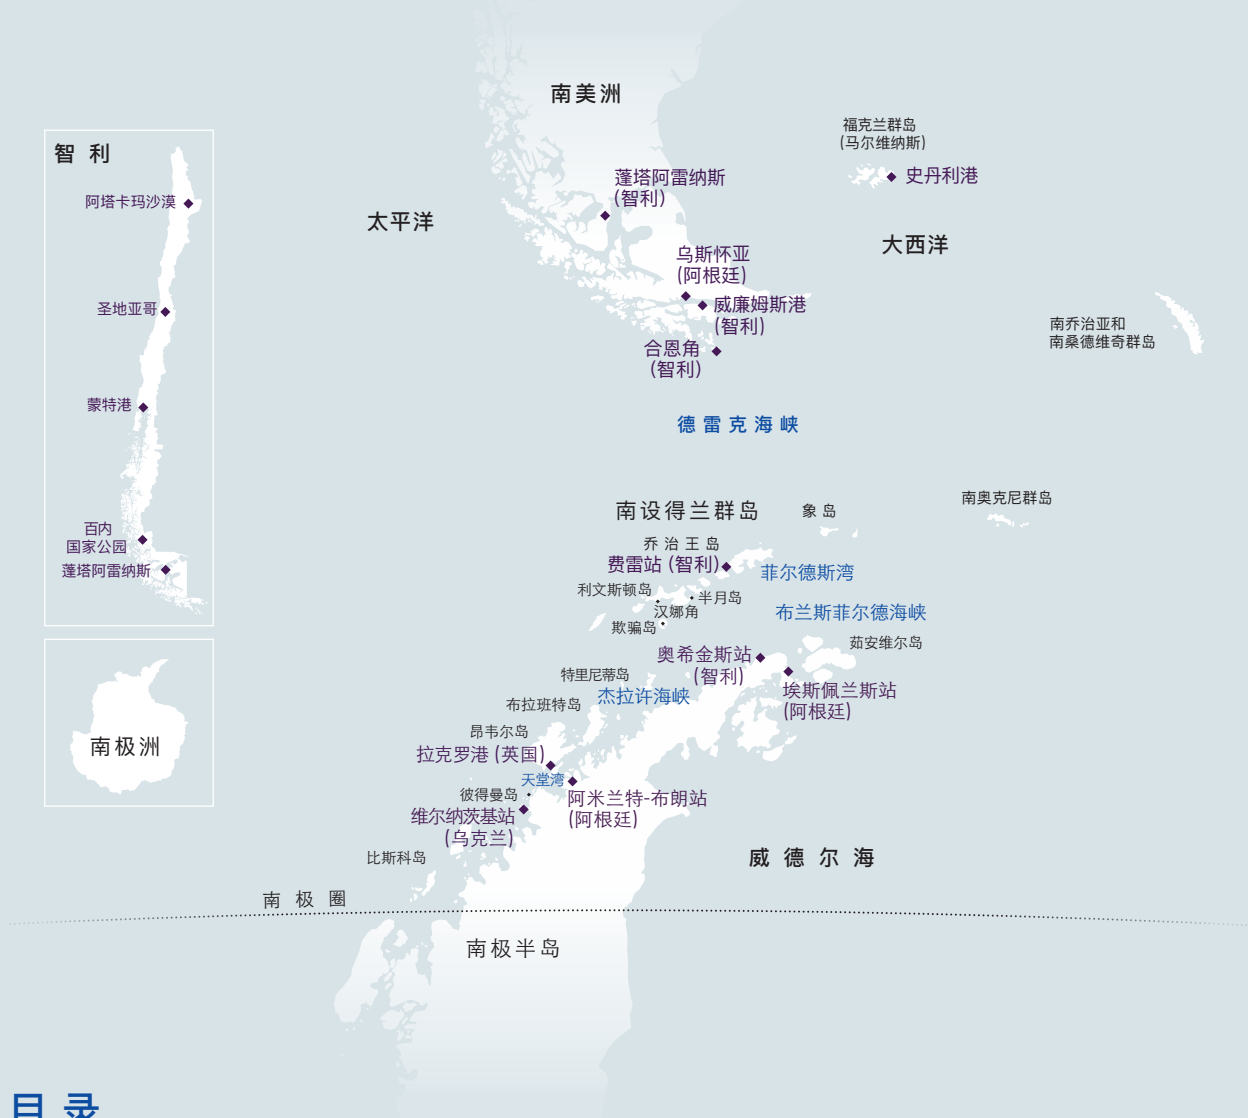 南美洲
福克兰群岛
(马尔维纳斯)
智利
史丹利港
蓬塔阿雷纳斯
(智利)
阿塔卡玛沙漠
太平洋
大西洋
乌斯怀亚
(阿根廷)
威廉姆斯港
(智利)
圣地亚哥
南乔治亚和
南桑德维奇群岛
合恩角
(智利)
蒙特港
德雷克海峡
南设得兰群岛
象岛
南奥克尼群岛
百内
国家公园
乔治王岛
费雷站 (智利)
菲尔德斯湾
蓬塔阿雷纳斯
利文斯顿岛
半月岛
汉娜角
布兰斯菲尔德海峡
欺骗岛
茹安维尔岛
奥希金斯站
(智利)
特里尼蒂岛
埃斯佩兰斯站
(阿根廷)
杰拉许海峡
布拉班特岛
昂韦尔岛
南极洲
拉克罗港 (英国)
天堂湾
彼得曼岛
阿米兰特-布朗站
(阿根廷)
维尔纳茨基站
(乌克兰)
比斯科岛
威德尔海
南极圈
南极半岛
目录